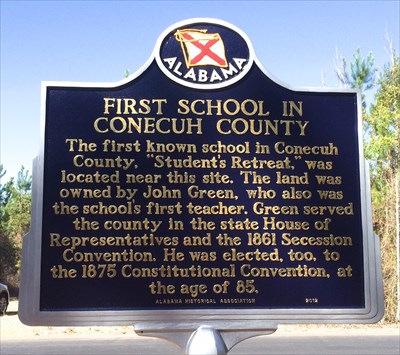 ALABAMA
FIRST SCHOOL IN
CONECUH COUNTY
The first known school in Conecuh
County, "Student's Retreat," was
located near this site. The land was
owned by John Green, who also was
the school's first teacher. Green served
the county in the state House of
Representatives and the 1861 Secession
Convention. He was elected, too, to
the 1875 Constitutional Convention, at
the age of 85.
ALABAMA HISTORICAL ASSOCIATION 2012